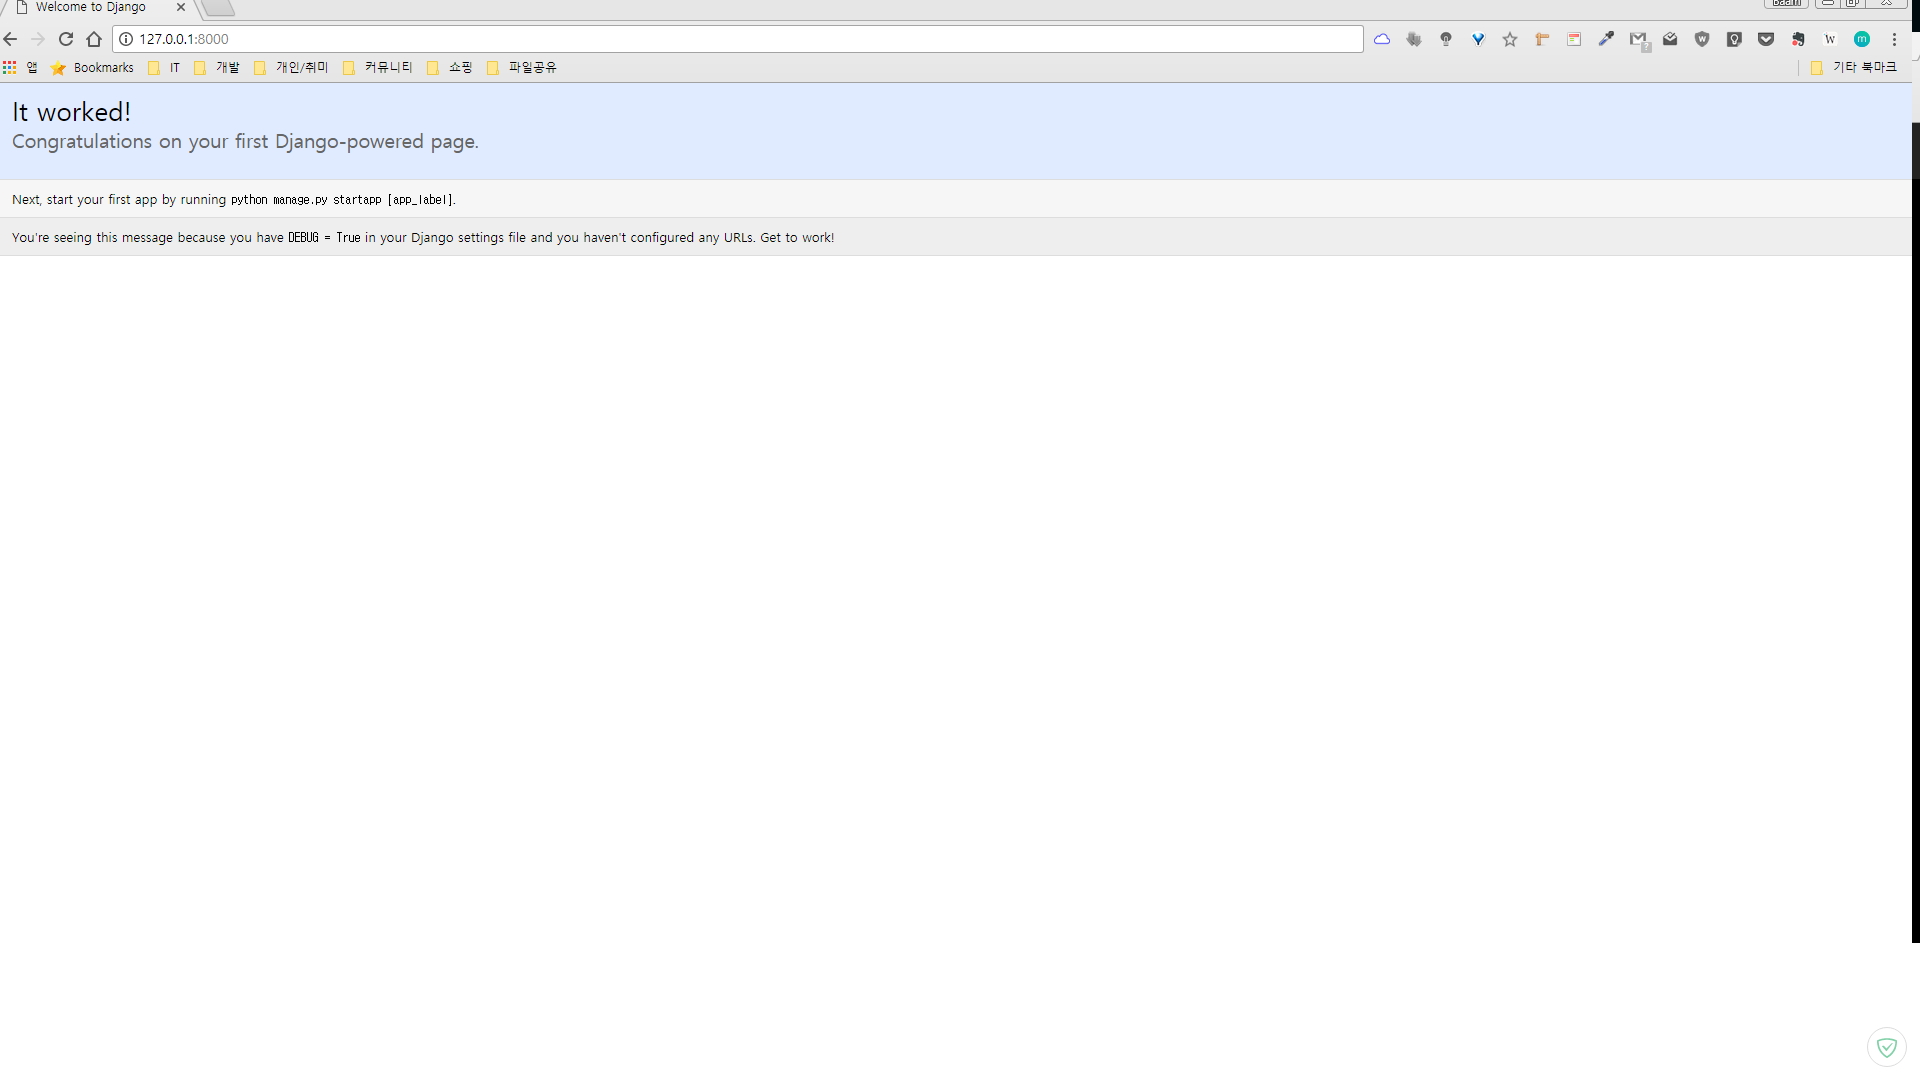 Welcome to Django
127.0.0.1:8000
앱 Bookmarks IT 개발 개인/취미 커뮤니티 쇼핑 파일공유 기타 북마크
It worked!
Congratulations on your first Django-powered page.
Next, start your first app by running python manage.py startapp [app_label].
You're seeing this message because you have DEBUG = True in your Django settings file and you haven't configured any URLs. Get to work!